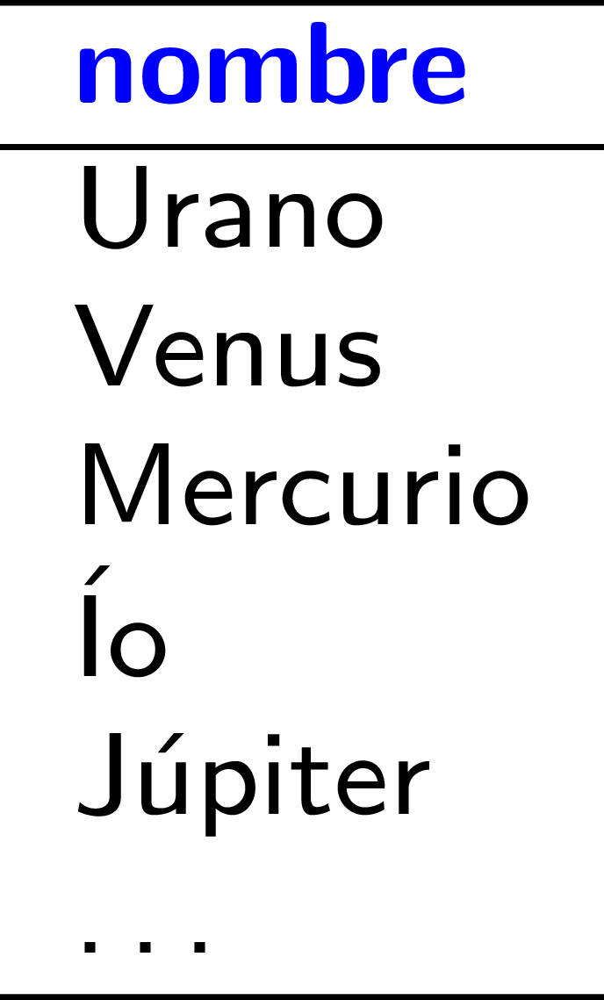 nombre
Urano
Venus
Mercurio
Ío
Júpiter
. . .